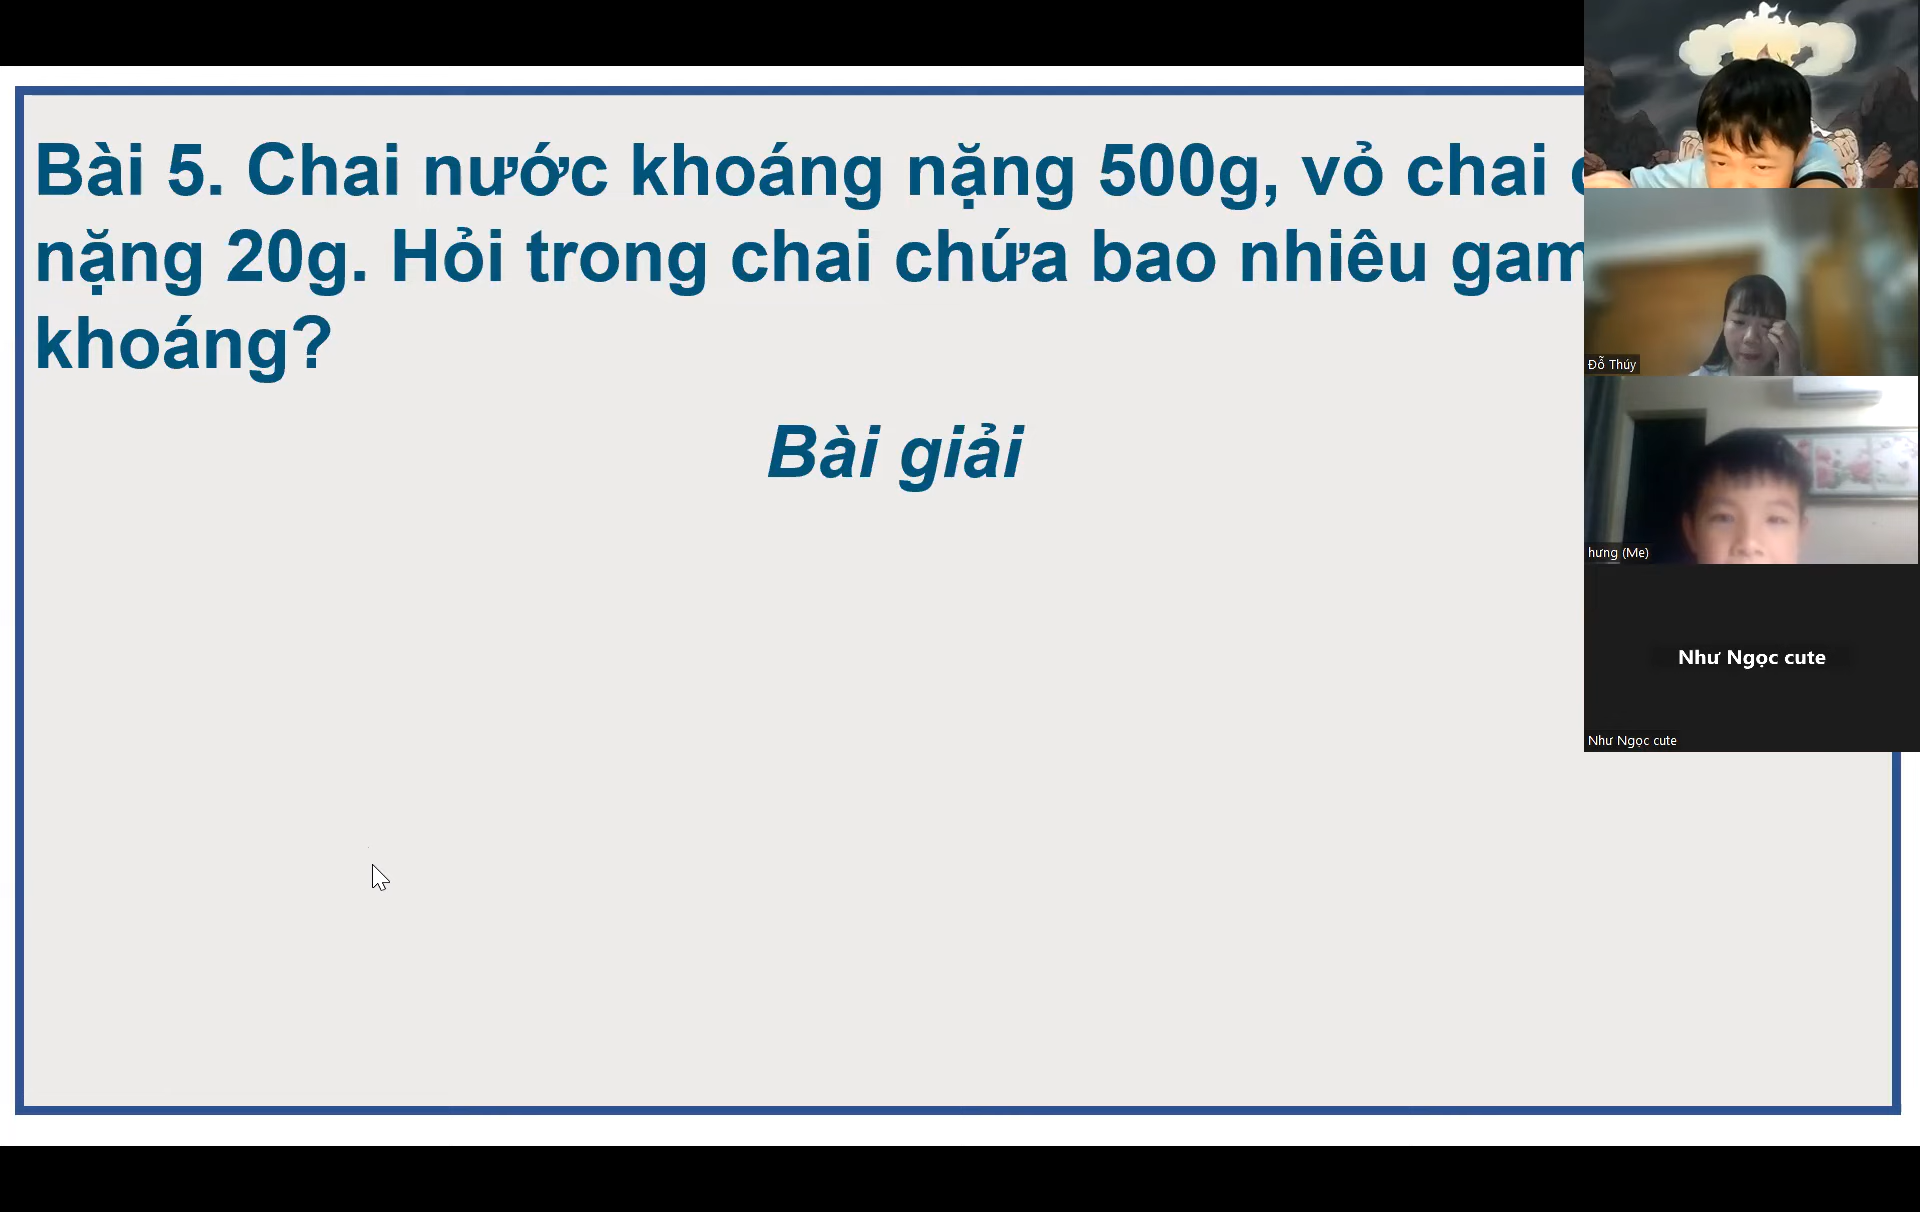 Bài 5. Chai nước khoáng nặng 500g, vỏ chai
nặng 20g. Hỏi trong chai chứa bao nhiêu gam
khoáng?
Bài giải
Đỗ Thúy
hưng (Me)
Như Ngọc cute
Như Ngọc cute